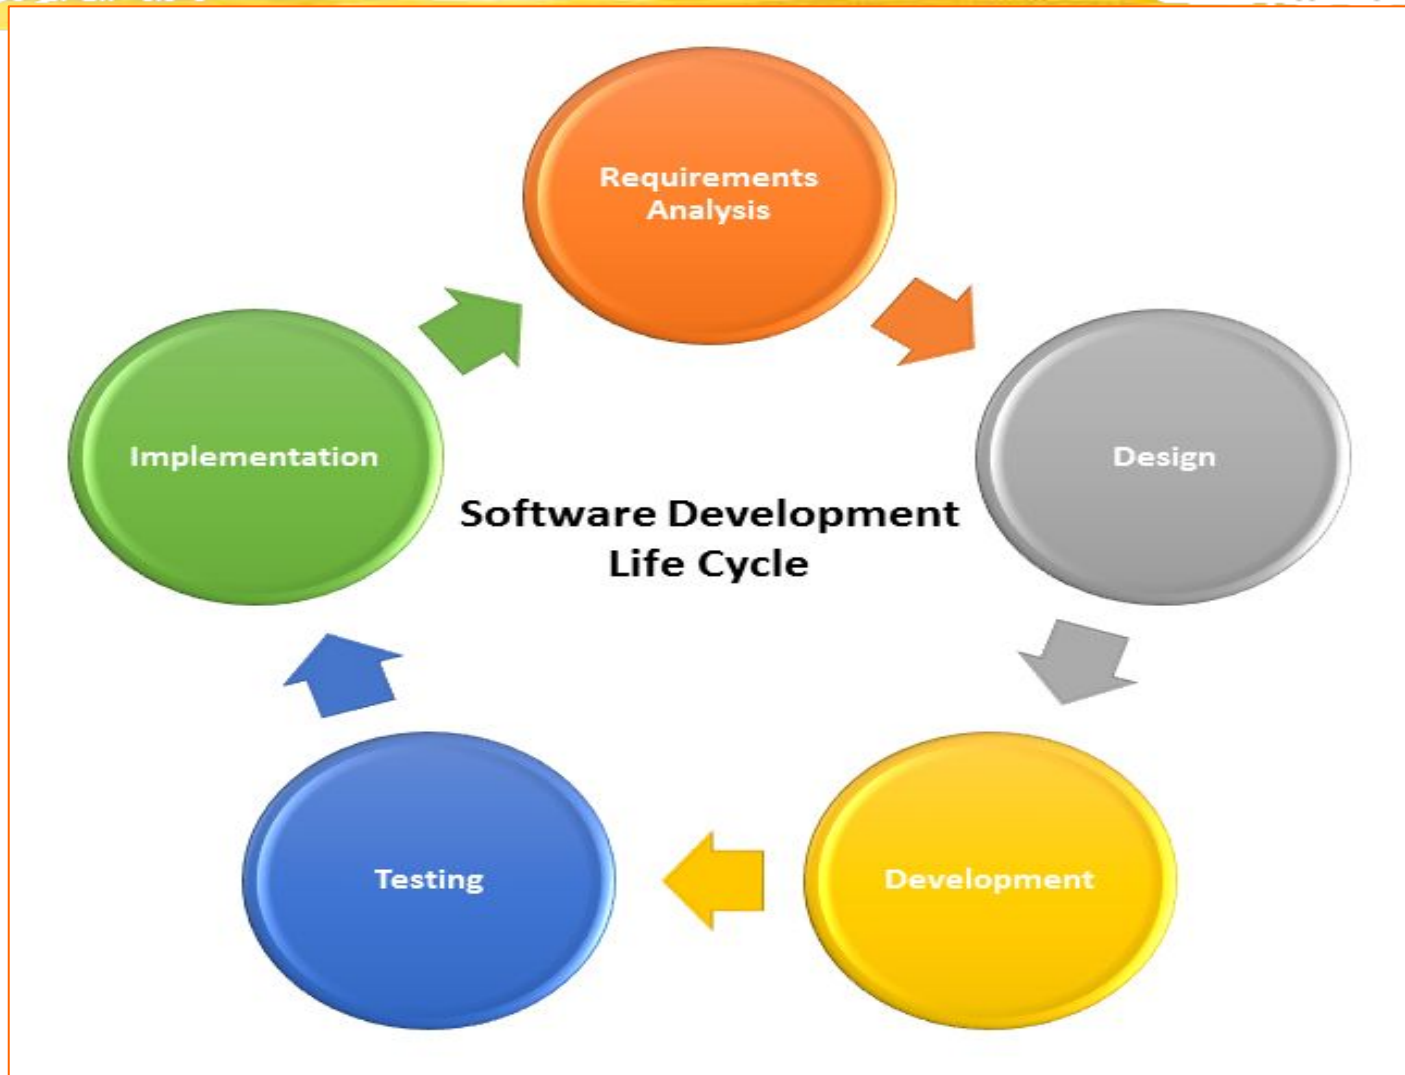 Requirements
Analysis
Implementation
Design
Software Development
Life Cycle
Testing
Development